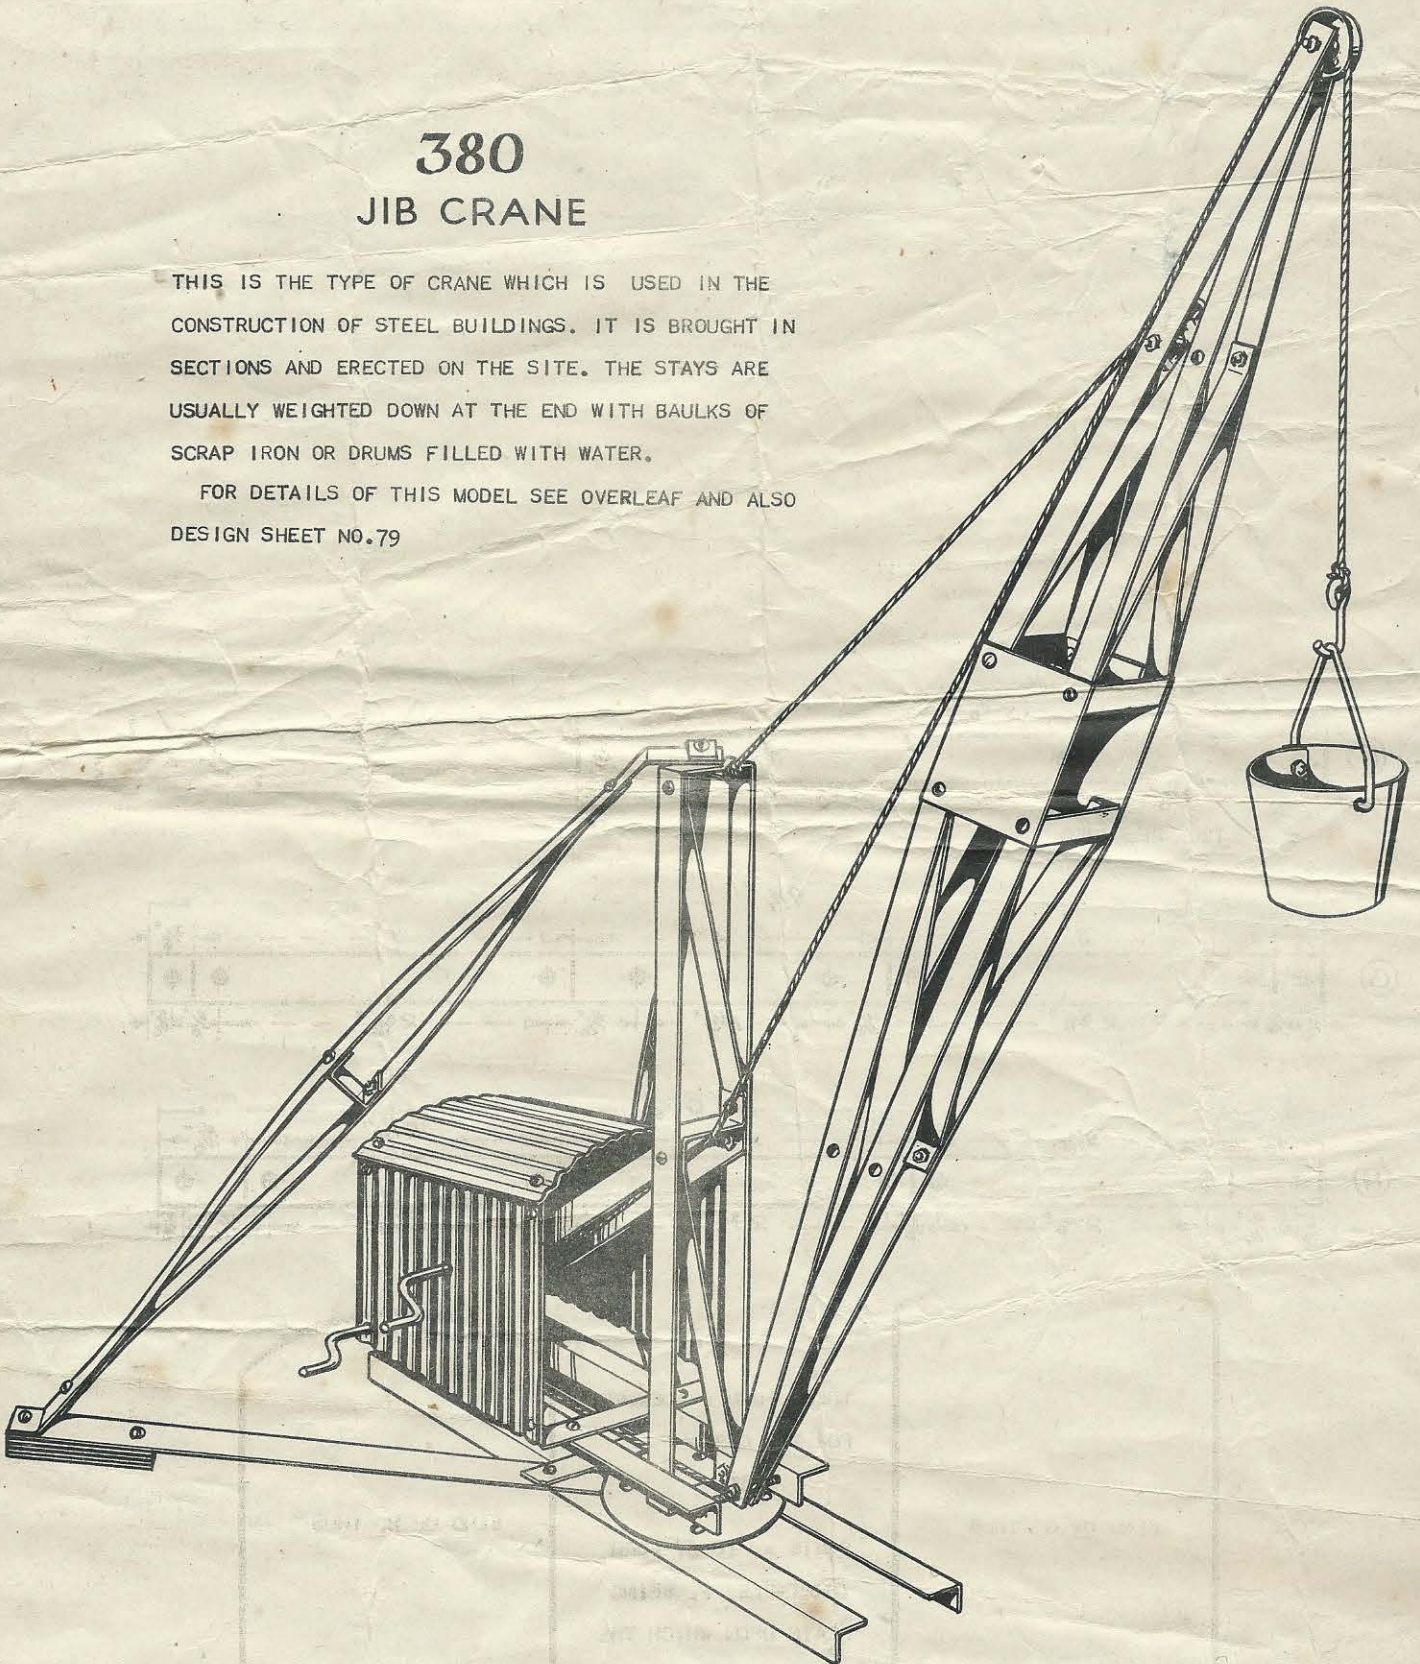 380
JIB CRANE
THIS IS THE TYPE OF CRANE WHICH IS USED IN THE
CONSTRUCTION OF STEEL BUILDINGS. IT IS BROUGHT IN
SECTIONS AND ERECTED ON THE SITE. THE STAYS ARE
USUALLY WEIGHTED DOWN AT THE END WITH BAULKS OF
SCRAP IRON OR DRUMS FILLED WITH WATER.
FOR DETAILS OF THIS MODEL SEE OVERLEAF AND ALSO
DESIGN SHEET NO.79